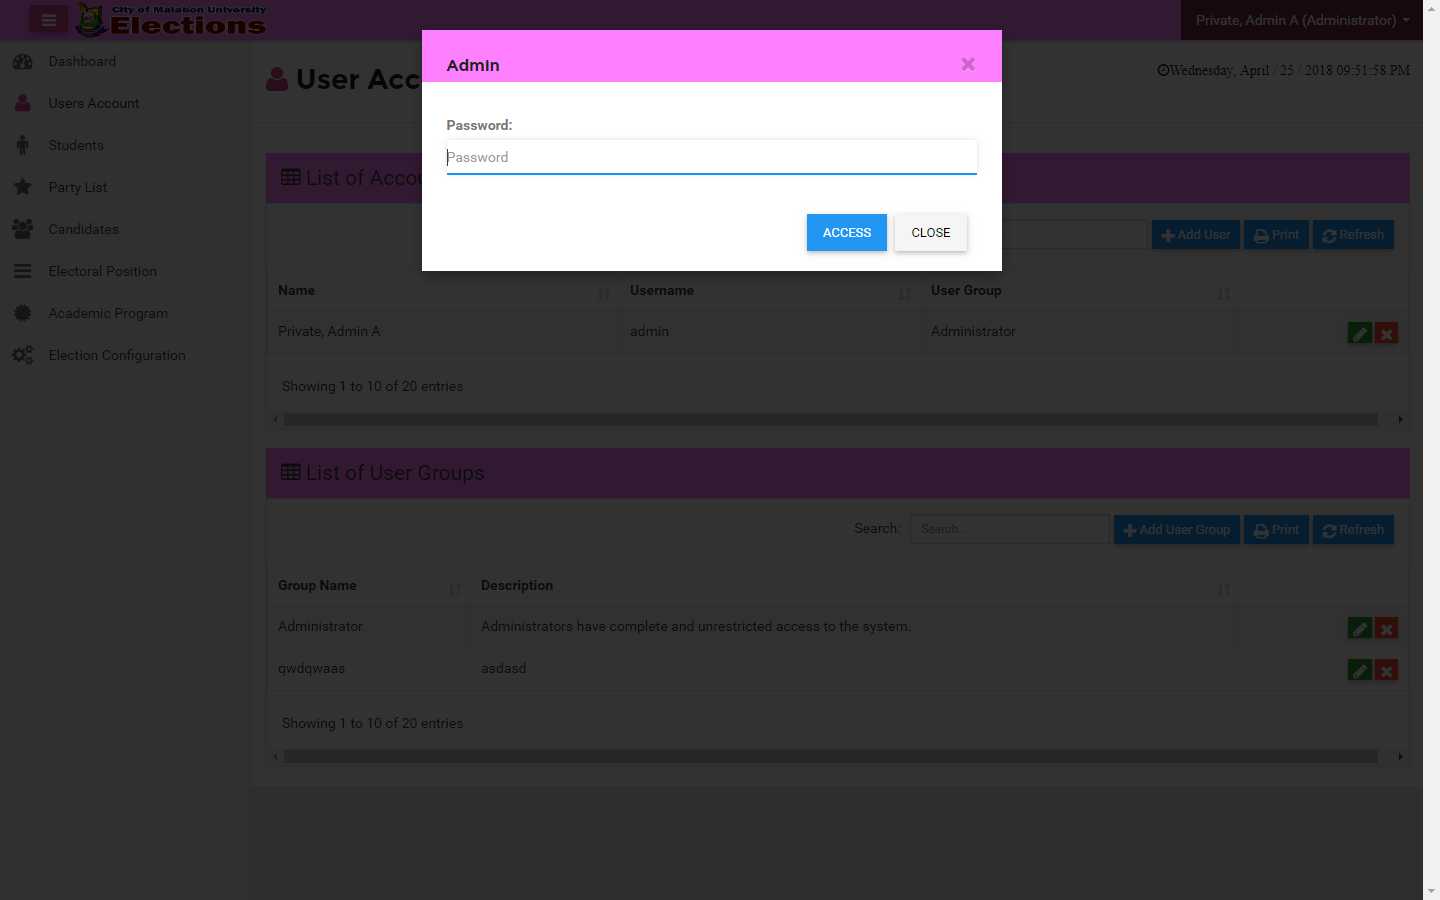 City of Malabon University
Elections
Private, Admin A (Administrator)
Dashboard
Users Account
Students
Party List
Candidates
Electoral Position
Academic Program
Election Configuration
User Acc
Wednesday, April / 25 / 2018 09:51:58 PM
Admin
×
Password:
Password
ACCESS
CLOSE
List of Accou
Add User
Print
Refresh
Name
Username
User Group
Private, Admin A
admin
Administrator
Showing 1 to 10 of 20 entries
List of User Groups
Search:
Search...
Add User Group
Print
Refresh
Group Name
Description
Administrator
Administrators have complete and unrestricted access to the system.
qwdqwaas
asdasd
Showing 1 to 10 of 20 entries